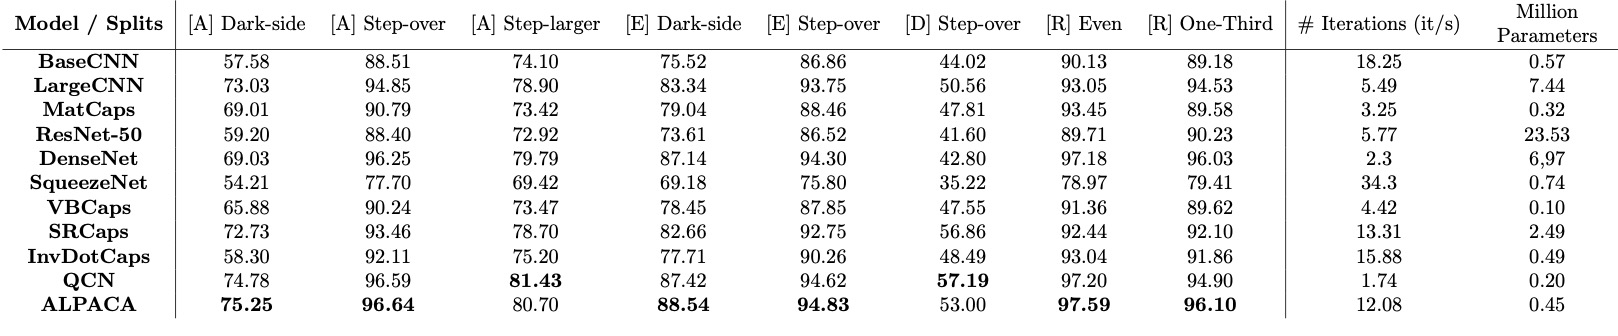 Model / Splits [A] Dark-side [A] Step-over [A] Step-larger [E] Dark-side [E] Step-over [D] Step-over [R] Even [R] One-Third # Iterations (it/s) Million Parameters
BaseCNN 57.58 88.51 74.10 75.52 86.86 44.02 90.13 89.18 18.25 0.57
LargeCNN 73.03 94.85 78.90 83.34 93.75 50.56 93.05 94.53 5.49 7.44
MatCaps 69.01 90.79 73.42 79.04 88.46 47.81 93.45 89.58 3.25 0.32
ResNet-50 59.20 88.40 72.92 73.61 86.52 41.60 89.71 90.23 5.77 23.53
DenseNet 69.03 96.25 79.79 87.14 94.30 42.80 97,18 96.03 2.3 6,97
SqueezeNet 54.21 77.70 69.42 69.18 75.80 35.22 78.97 79.41 34.3 0.74
VBCaps 65.88 90.24 73.47 78.45 87.85 47.55 91.36 89.62 4.42 0.10
SRCaps 72.73 93.46 78.70 82.66 92.75 56.86 92.44 92.10 13.31 2.49
InvDotCaps 58.30 92.11 75.20 77.71 90.26 48.49 93.04 91.86 15.88 0.49
QCN 74.78 96.59 81.43 87.42 94.62 57.19 97.20 94.90 1.74 0.20
ALPACA 75.25 96.64 80.70 88.54 94.83 53.00 97.59 96.10 12.08 0.45